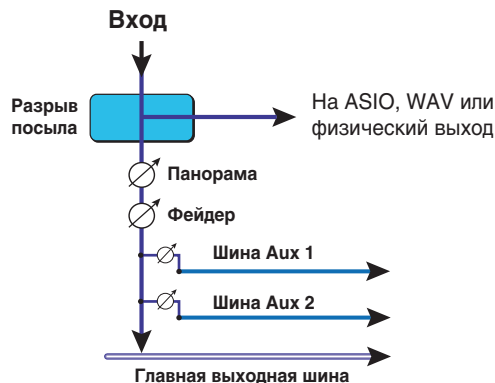 Вход
Разрыв
посыла
На ASIO, WAV или
физический выход
Панорама
Фейдер
Шина Aux 1
Шина Aux 2
Главная выходная шина